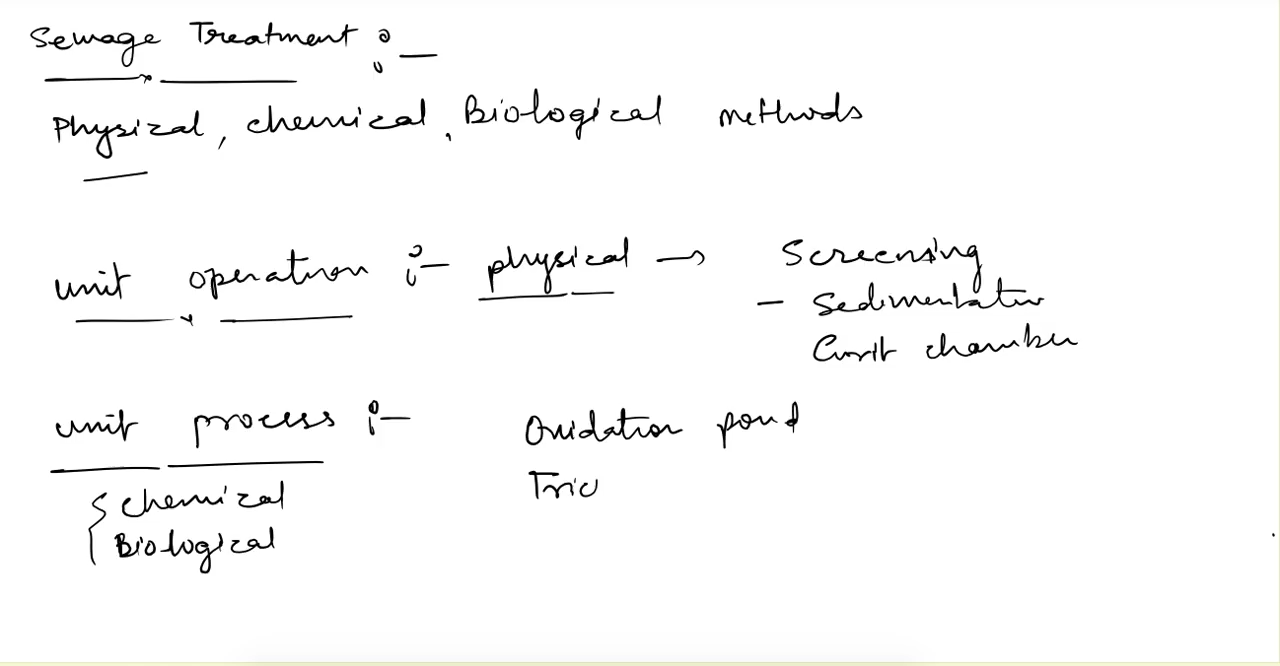 Sewage Treatment :-
Physical, chemical, Biological methods
unit operation :- physical → Screensing
- Sedimentation
Grit chamber
unit process :- Oxidation pond
Tric
{ chemical
Biological